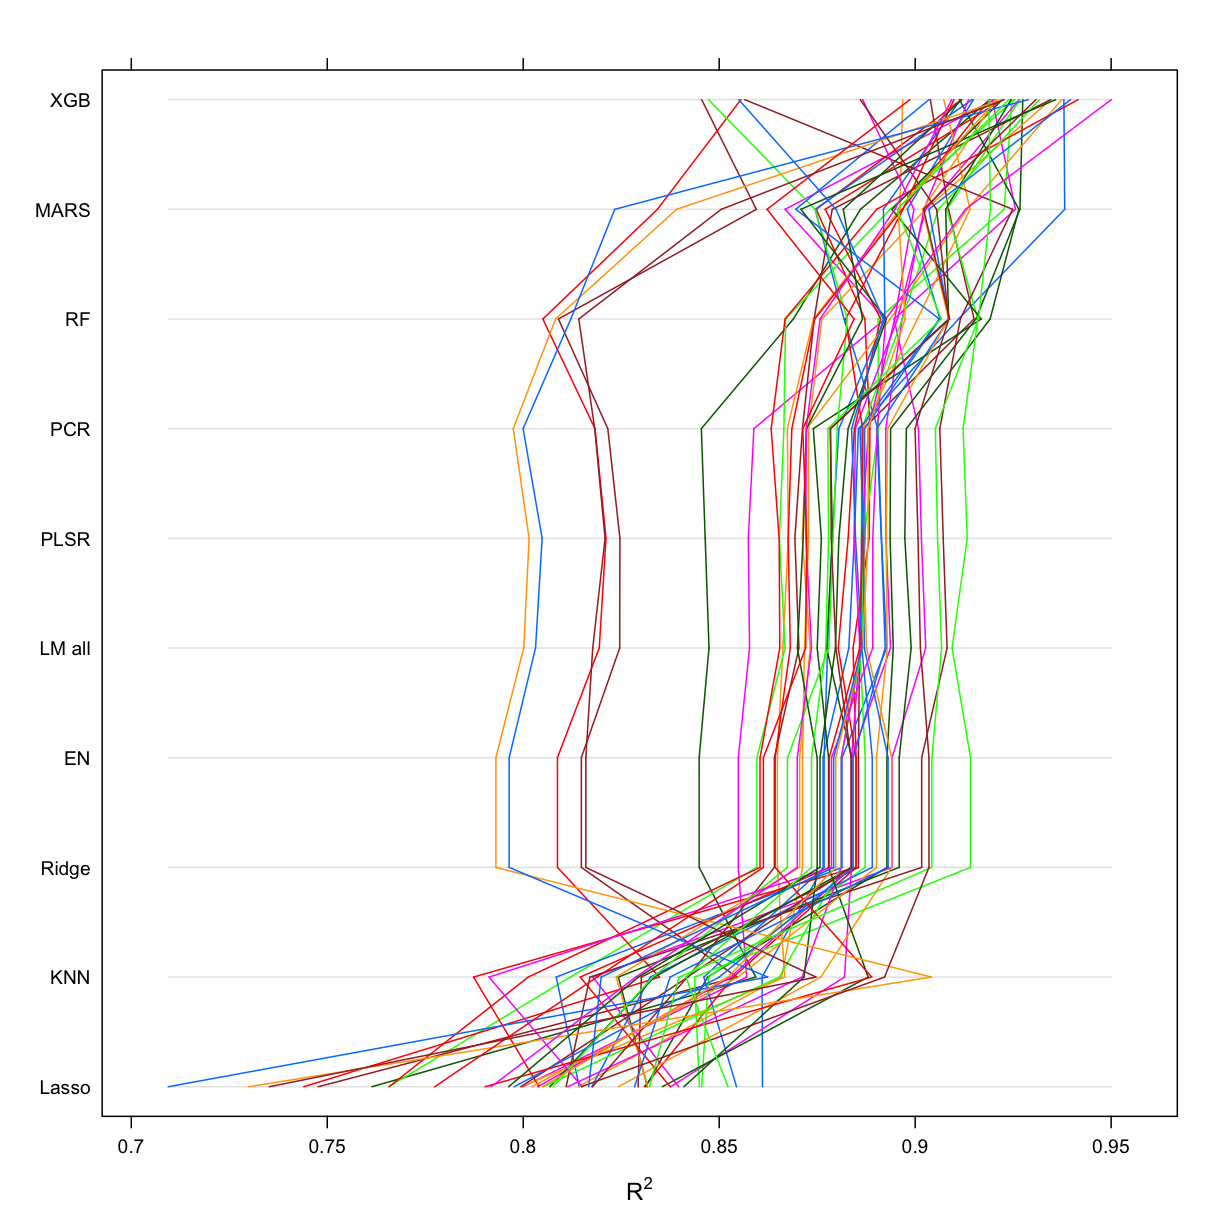 XGB
MARS
RF
PCR
PLSR
LM all
EN
Ridge
KNN
Lasso
0.7 0.75 0.8 0.85 0.9 0.95
R²